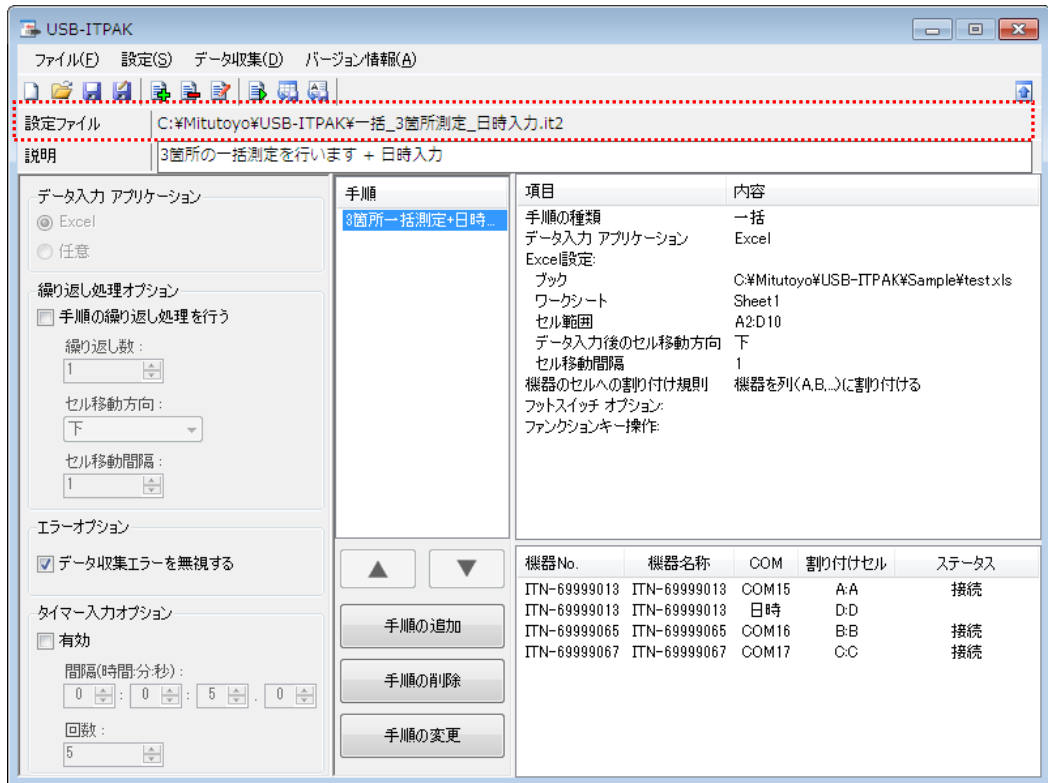 USB-ITPAK
ファイル(F) 設定(S) データ収集(D) バージョン情報(A)
設定ファイル C:¥Mitutoyo¥USB-ITPAK¥一括_3箇所測定_日時入力.it2
説明 3箇所の一括測定を行います + 日時入力
データ入力 アプリケーション
Excel
任意
繰り返し処理オプション
手順の繰り返し処理を行う
繰り返し数 :
1
セル移動方向 :
下
セル移動間隔 :
1
エラーオプション
データ収集エラーを無視する
タイマー入力オプション
有効
間隔(時間:分:秒) :
0 : 0 : 5 . 0
回数 :
5
手順
3箇所一括測定+日時...
手順の追加
手順の削除
手順の変更
項目 内容
手順の種類 一括
データ入力 アプリケーション Excel
Excel設定:
ブック C:¥Mitutoyo¥USB-ITPAK¥Sample¥test.xls
ワークシート Sheet1
セル範囲 A2:D10
データ入力後のセル移動方向 下
セル移動間隔 1
機器のセルへの割り付け規則 機器を列(A,B,...)に割り付ける
フットスイッチ オプション:
ファンクションキー操作:
機器No. 機器名称 COM 割り付けセル ステータス
ITN-69999013 ITN-69999013 COM15 A:A 接続
ITN-69999013 ITN-69999013 日時 D:D
ITN-69999065 ITN-69999065 COM16 B:B 接続
ITN-69999067 ITN-69999067 COM17 C:C 接続